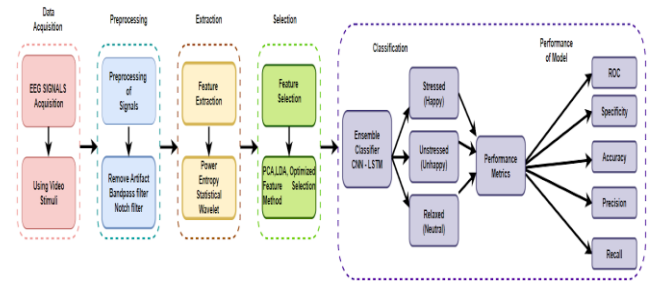 Data
Acquisition
Preprocessing
Extraction
Selection
EEG SIGNALS
Acquisition
Using Video
Stimuli
Preprocessing
of
Signals
Remove Artifact
Bandpass filter
Notch filter
Feature
Extraction
Power
Entropy
Statistical
Wavelet
Feature
Selection
PCA,LDA, Optimized
Feature Selection
Method
Classification
Performance
of Model
Ensemble
Classifier
CNN - LSTM
Stressed
(Happy)
Unstressed
(Unhappy)
Relaxed
(Neutral)
Performance
Metrics
ROC
Specificity
Accuracy
Precision
Recall